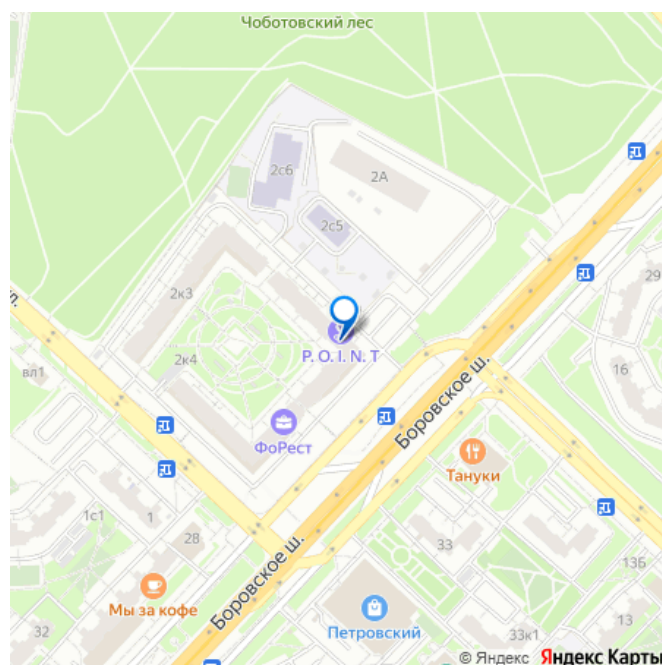 Чоботовский лес
2с6
2А
2с5
29
2к3
л.
P. O. I. N. T
2к4
16
вл1
Боровское ш.
ФоРест
Тануки
1с1
1
28
33
13Б
Боровское ш.
Мы за кофе
Петровский
13
32
33к1
© Яндекс Яндекс Карты